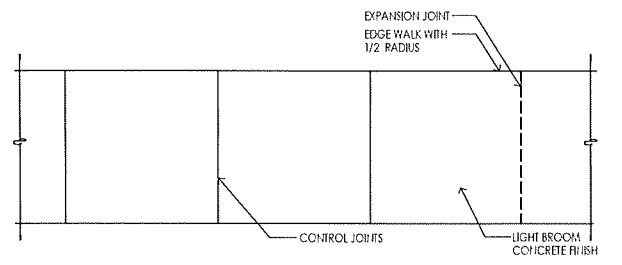 EXPANSION JOINT
EDGE WALK WITH
1/2' RADIUS
CONTROL JOINTS
LIGHT BROOM
CONCRETE FINISH